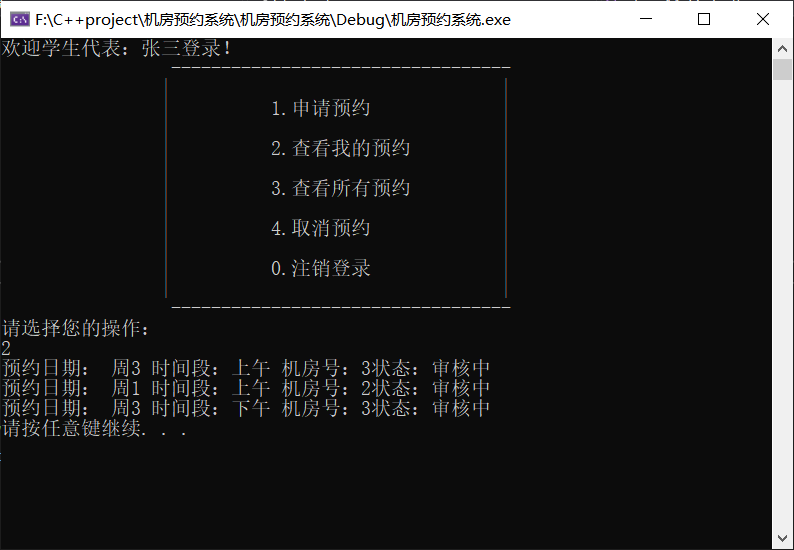 F:\C++project\机房预约系统\机房预约系统\Debug\机房预约系统.exe
欢迎学生代表：张三登录！
----------------------------------
1.申请预约
2.查看我的预约
3.查看所有预约
4.取消预约
0.注销登录
----------------------------------
请选择您的操作：
2
预约日期： 周3 时间段：上午 机房号：3状态：审核中
预约日期： 周1 时间段：上午 机房号：2状态：审核中
预约日期： 周3 时间段：下午 机房号：3状态：审核中
请按任意键继续. . .